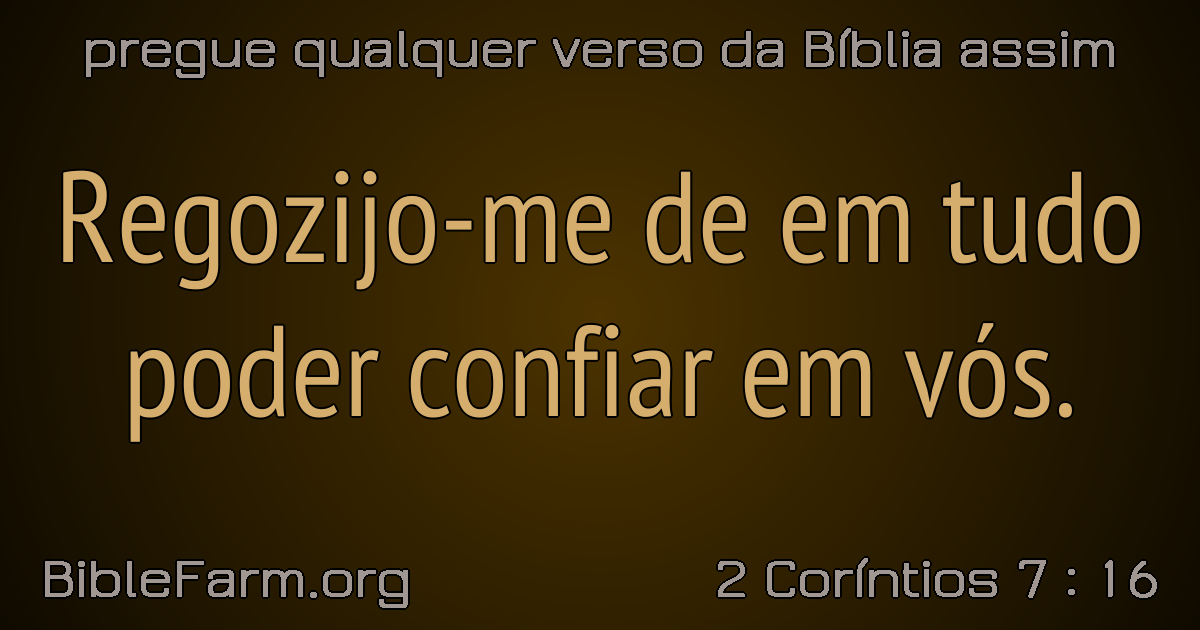 pregue qualquer verso da Bíblia assim
Regozijo-me de em tudo
poder confiar em vós.
BibleFarm.org
2 Coríntios 7 : 16